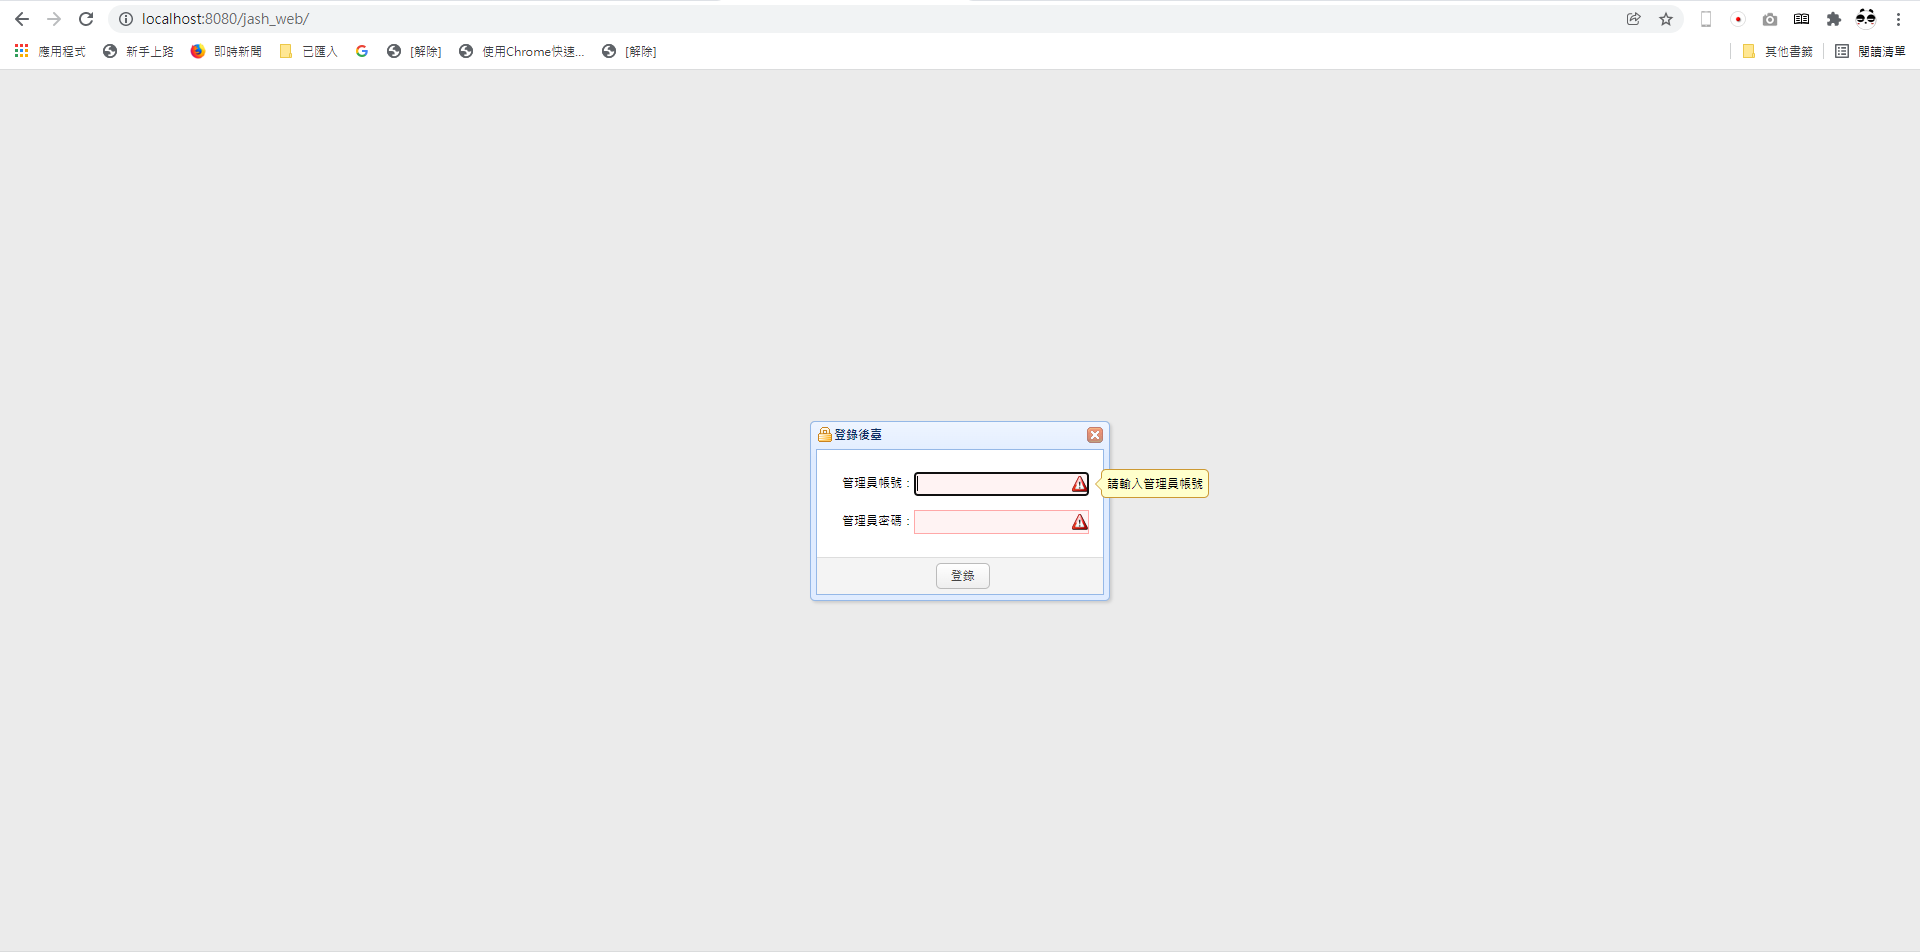 localhost:8080/jash_web/
應用程式 新手上路 即時新聞 已匯入 [解除] 使用Chrome快速... [解除] 其他書籤 閱讀清單
登錄後臺
管理員帳號：
請輸入管理員帳號
管理員密碼：
登錄